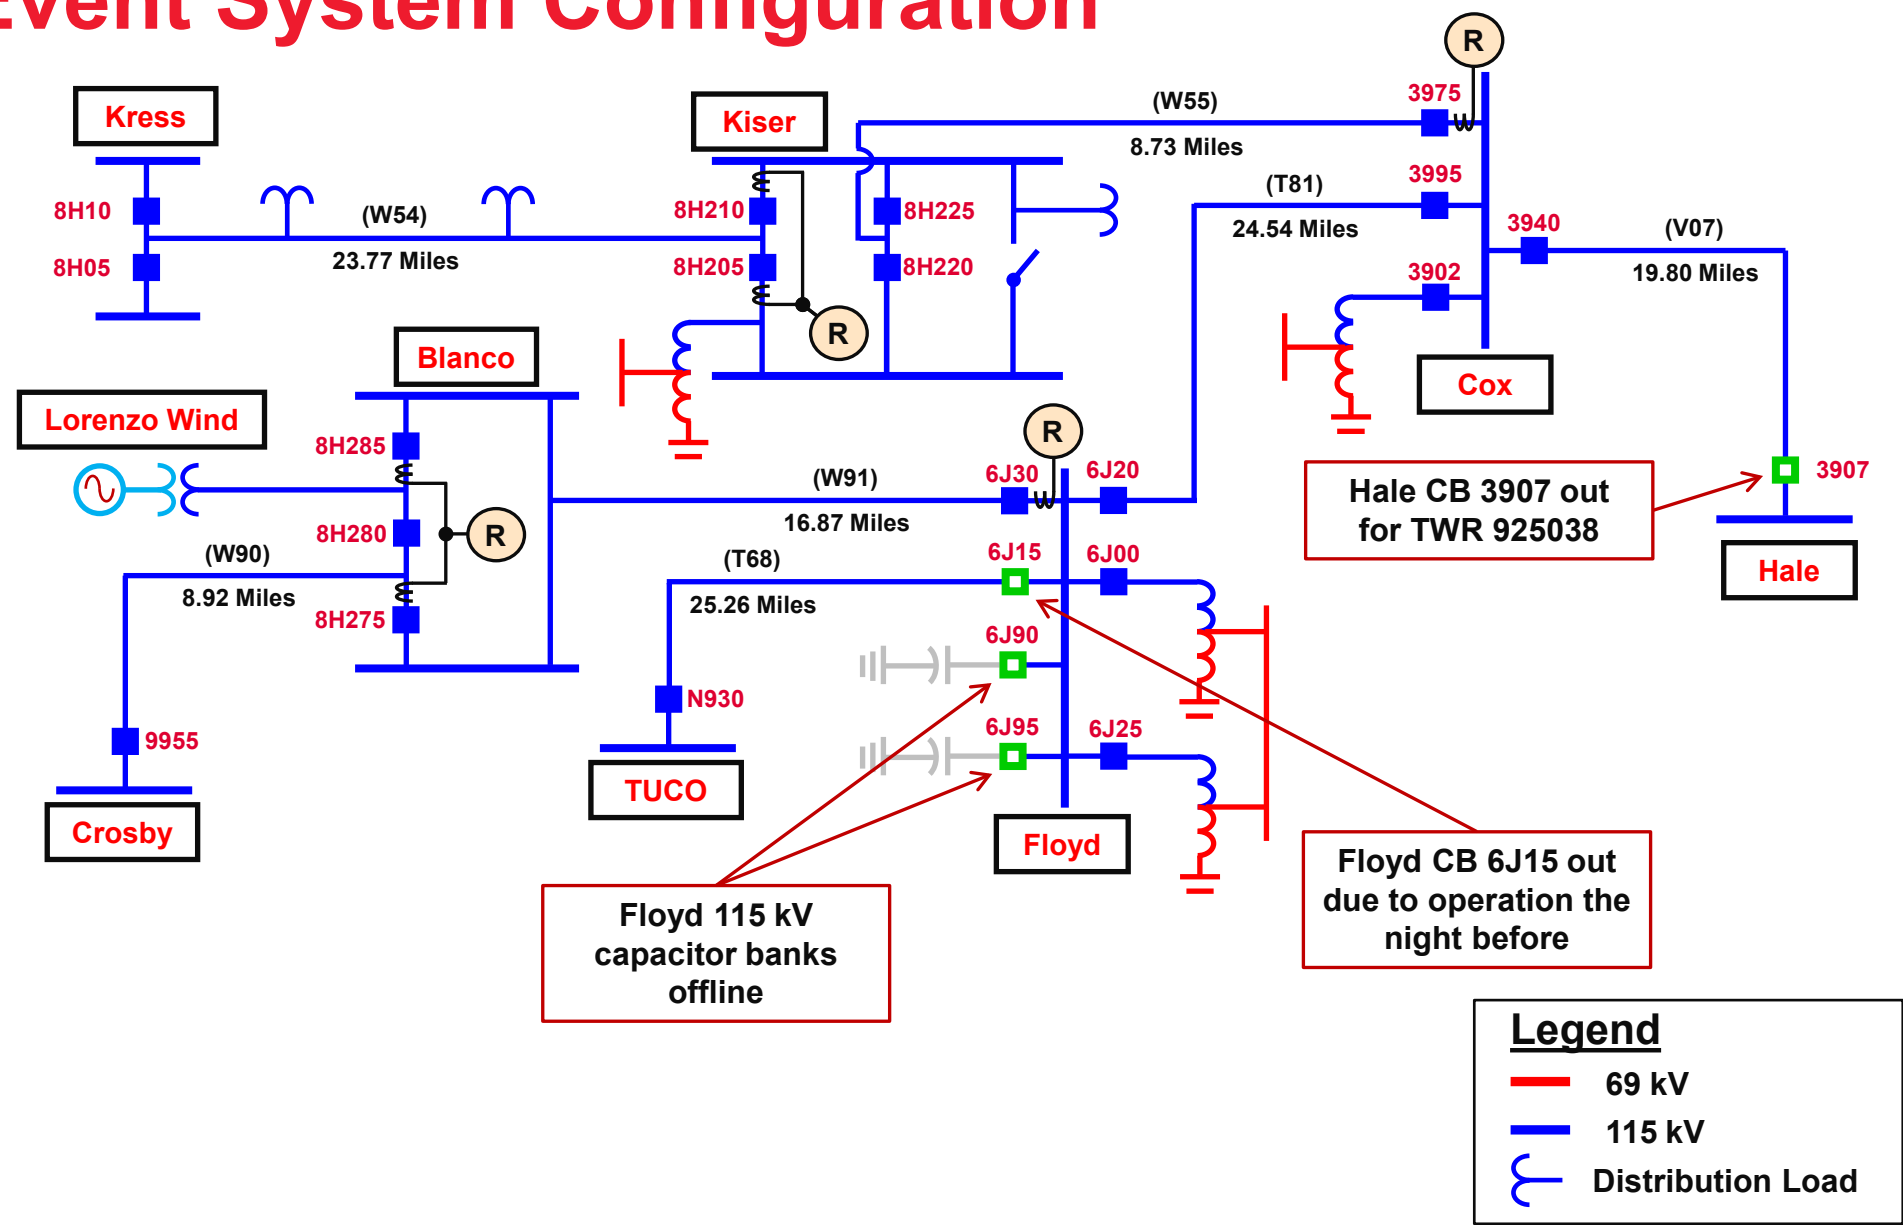 Event System Configuration
R
Kress
Kiser
(W55)
3975
8.73 Miles
(T81)
3995
24.54 Miles
8H10
(W54)
8H210
8H225
3940
(V07)
8H05
23.77 Miles
8H205
8H220
3902
19.80 Miles
R
Blanco
Cox
Lorenzo Wind
8H285
R
(W91)
6J30
6J20
Hale CB 3907 out
for TWR 925038
3907
16.87 Miles
8H280
R
(W90)
(T68)
6J15
6J00
Hale
8.92 Miles
25.26 Miles
8H275
6J90
N930
9955
6J95
6J25
TUCO
Crosby
Floyd
Floyd CB 6J15 out
due to operation the
night before
Floyd 115 kV
capacitor banks
offline
Legend
69 kV
115 kV
Distribution Load